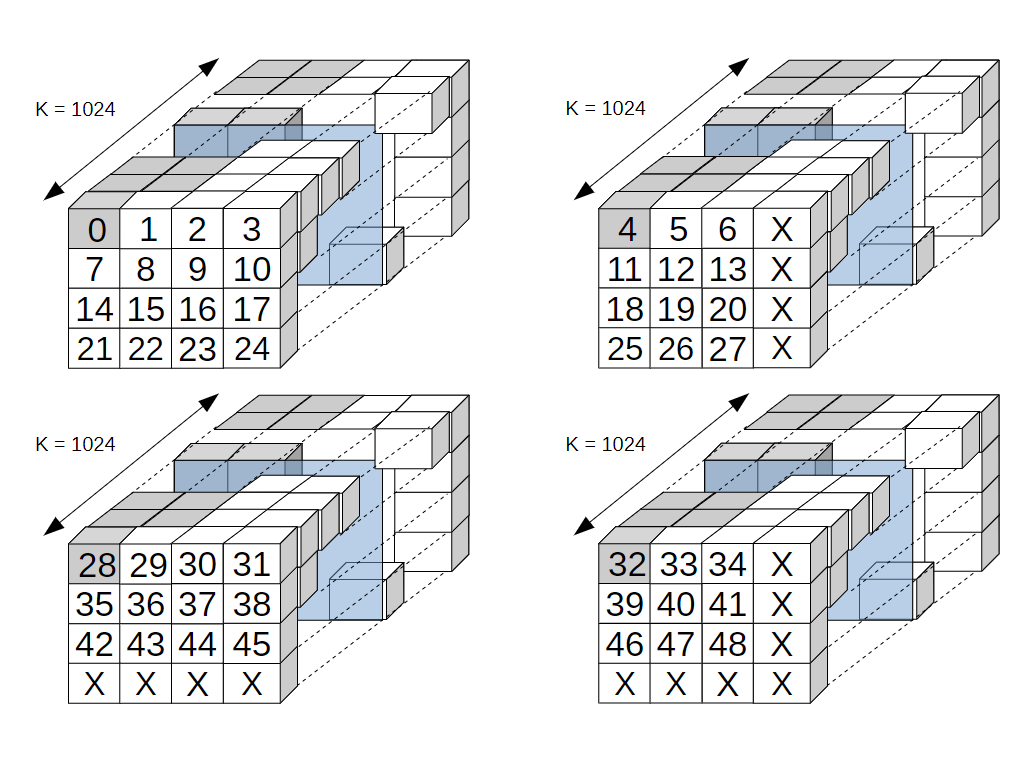 K = 1024
0 1 2 3
7 8 9 10
14 15 16 17
21 22 23 24
K = 1024
4 5 6 X
11 12 13 X
18 19 20 X
25 26 27 X
K = 1024
28 29 30 31
35 36 37 38
42 43 44 45
X X X X
K = 1024
32 33 34 X
39 40 41 X
46 47 48 X
X X X X